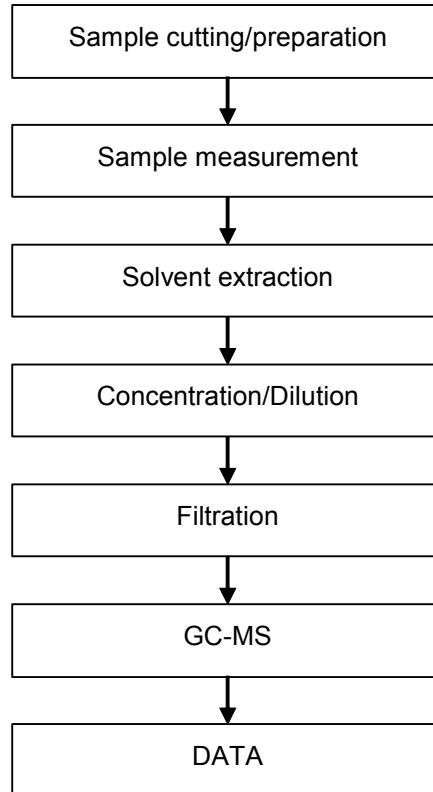 Sample cutting/preparation
Sample measurement
Solvent extraction
Concentration/Dilution
Filtration
GC-MS
DATA